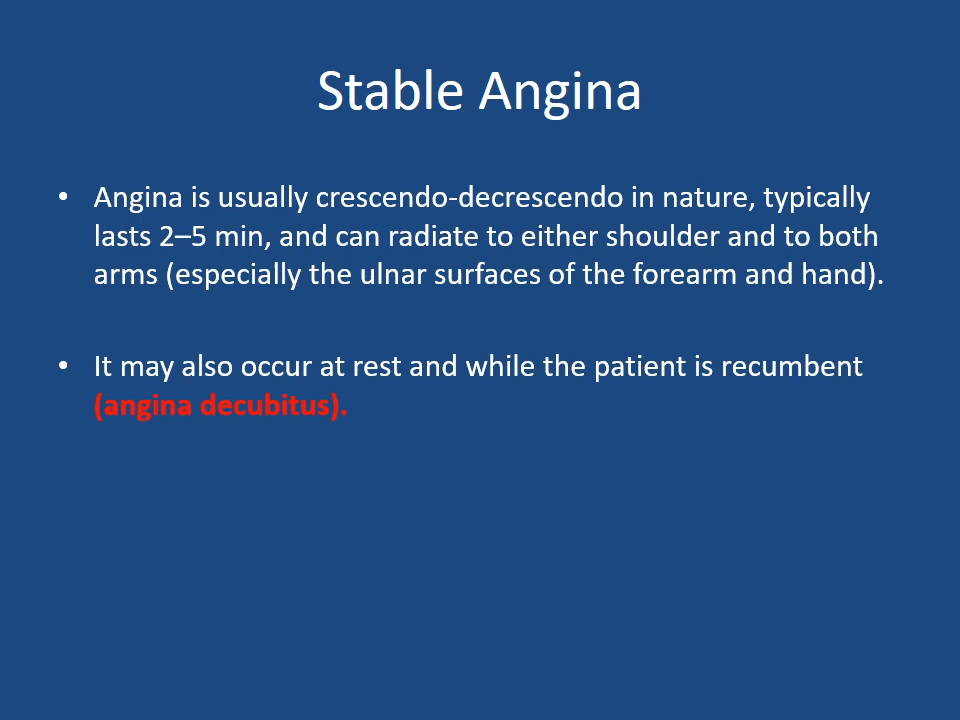 Stable Angina
• Angina is usually crescendo-decrescendo in nature, typically
lasts 2–5 min, and can radiate to either shoulder and to both
arms (especially the ulnar surfaces of the forearm and hand).
• It may also occur at rest and while the patient is recumbent
(angina decubitus).